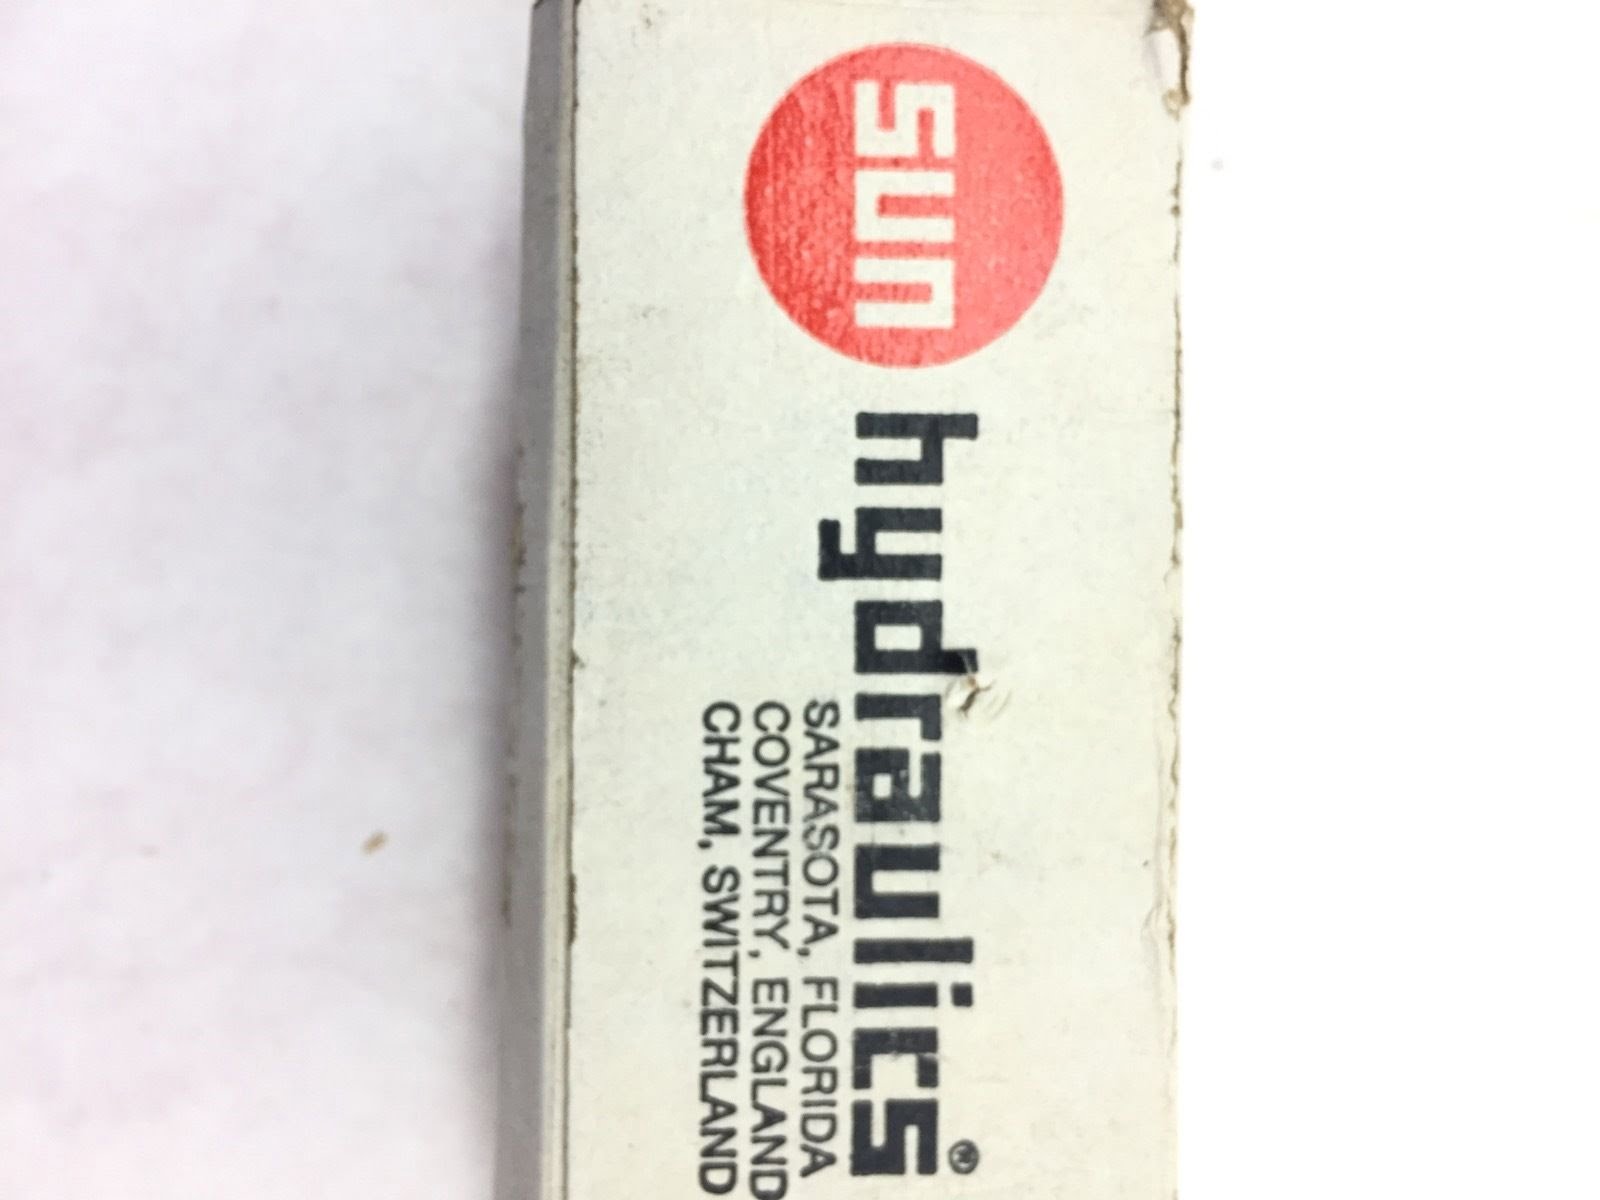 sun
hydraulics®
SARASOTA, FLORIDA
COVENTRY, ENGLAND
CHAM, SWITZERLAND